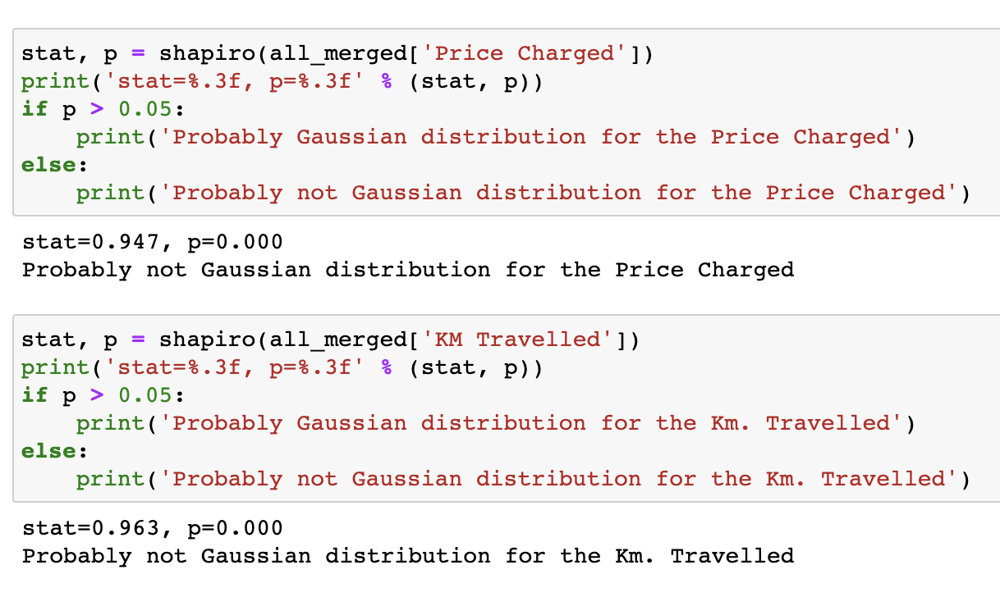 stat, p = shapiro(all_merged['Price Charged'])
print('stat=%.3f, p=%.3f' % (stat, p))
if p > 0.05:
    print('Probably Gaussian distribution for the Price Charged')
else:
    print('Probably not Gaussian distribution for the Price Charged')
stat=0.947, p=0.000
Probably not Gaussian distribution for the Price Charged
stat, p = shapiro(all_merged['KM Travelled'])
print('stat=%.3f, p=%.3f' % (stat, p))
if p > 0.05:
    print('Probably Gaussian distribution for the Km. Travelled')
else:
    print('Probably not Gaussian distribution for the Km. Travelled')
stat=0.963, p=0.000
Probably not Gaussian distribution for the Km. Travelled